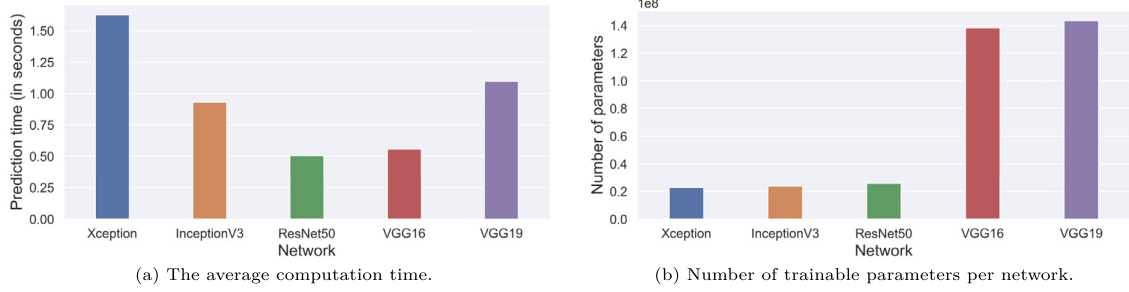 Prediction time (in seconds)
1.50
1.25
1.00
0.75
0.50
0.25
0.00
Xception InceptionV3 ResNet50 VGG16 VGG19
Network
(a) The average computation time.
1e8
Number of parameters
1.4
1.2
1.0
0.8
0.6
0.4
0.2
0.0
Xception InceptionV3 ResNet50 VGG16 VGG19
Network
(b) Number of trainable parameters per network.